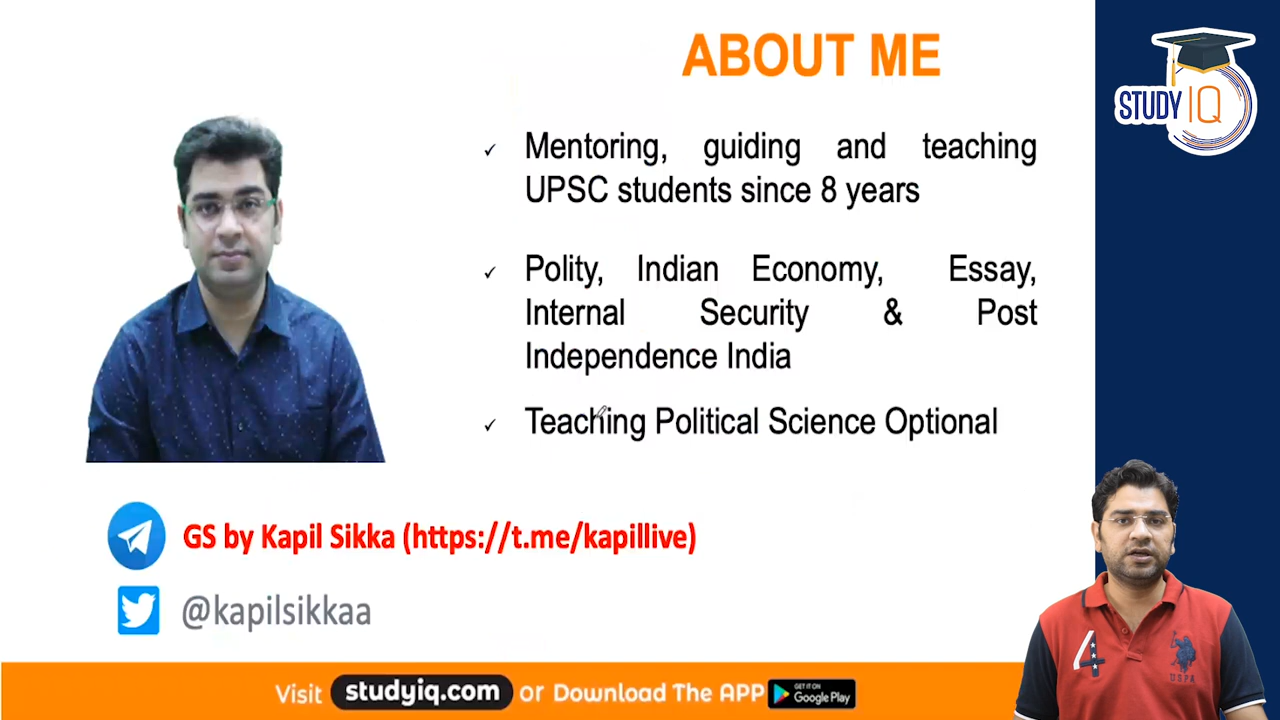 ABOUT ME
STUDY IQ
Mentoring, guiding and teaching
UPSC students since 8 years
Polity, Indian Economy, Essay,
Internal Security & Post
Independence India
Teaching Political Science Optional
GS by Kapil Sikka (https://t.me/kapillive)
@kapilsikkaa
4
USPA
Visit studyiq.com or Download The APP GET IT ON Google Play